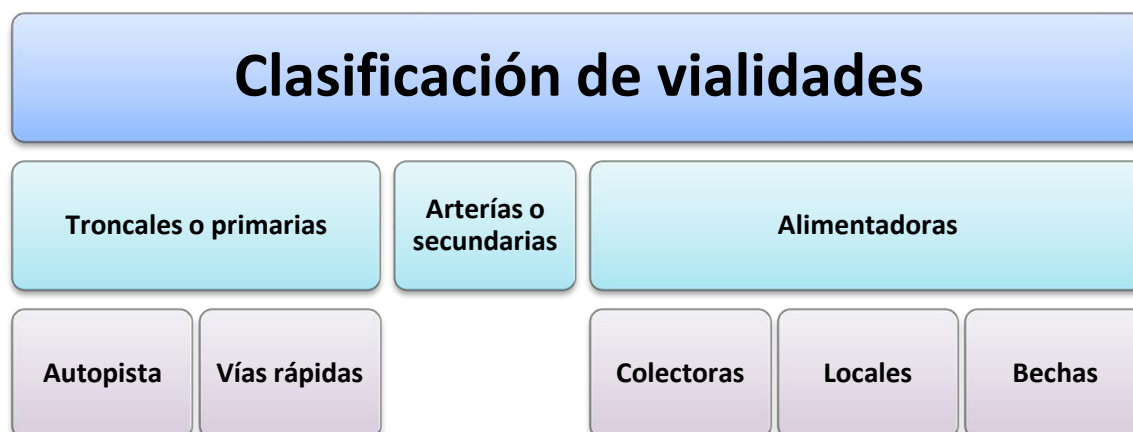 Clasificación de vialidades
Troncales o primarias
Arterías o
secundarias
Alimentadoras
Autopista
Vías rápidas
Colectoras
Locales
Bechas